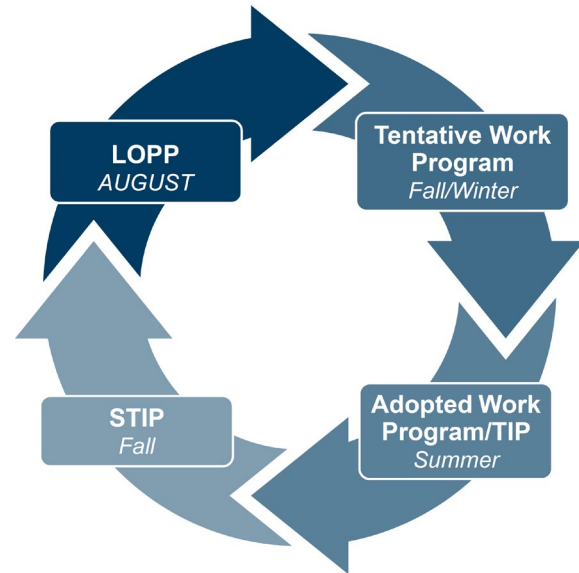 LOPP
AUGUST
Tentative Work
Program
Fall/Winter
Adopted Work
Program/TIP
Summer
STIP
Fall